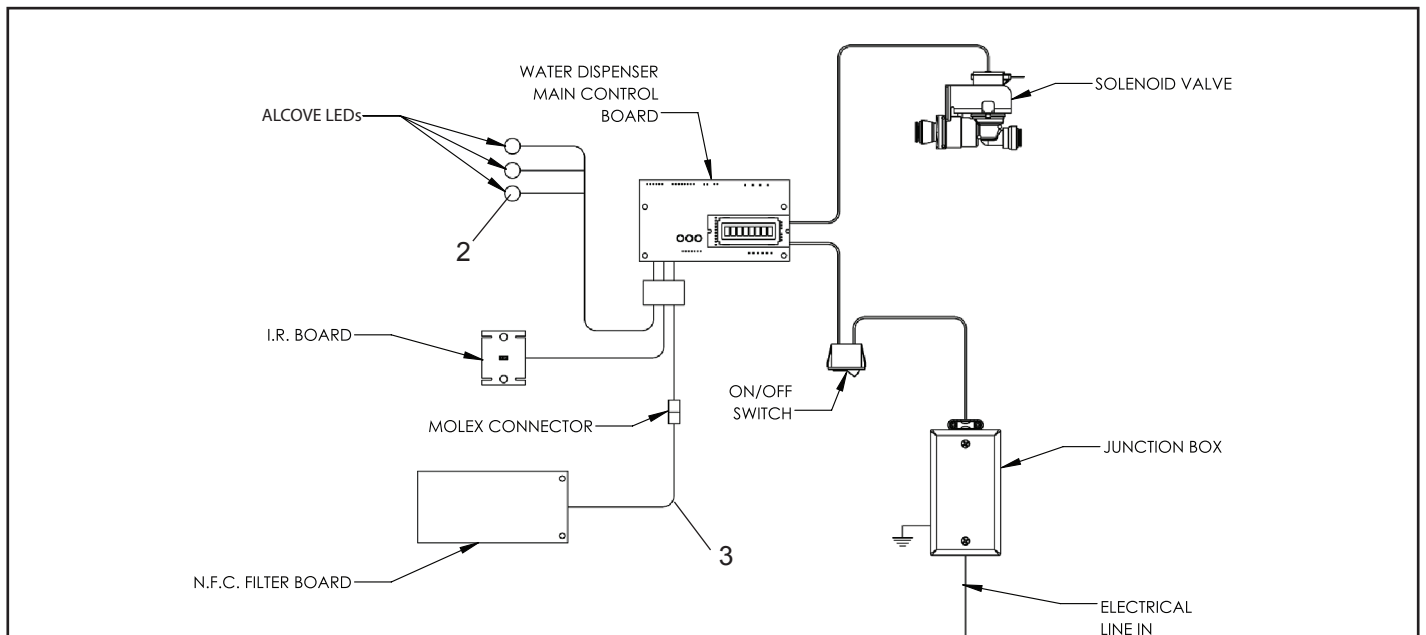 WATER DISPENSER
MAIN CONTROL
BOARD
SOLENOID VALVE
ALCOVE LEDs
2
I.R. BOARD
ON/OFF
SWITCH
MOLEX CONNECTOR
JUNCTION BOX
3
N.F.C. FILTER BOARD
ELECTRICAL
LINE IN